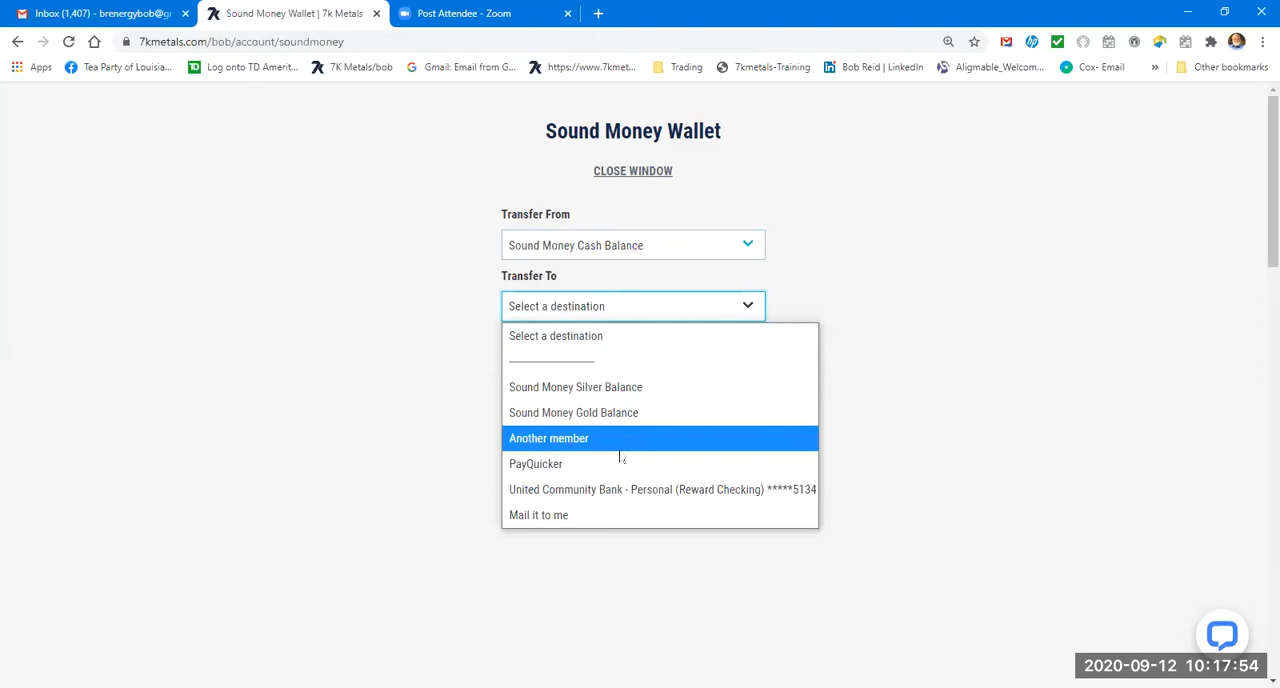 Inbox (1,407) - brenergybob@gr
Sound Money Wallet | 7k Metals
Post Attendee - Zoom
7kmetals.com/bob/account/soundmoney
Apps
Tea Party of Louisia...
Log onto TD Amerit...
7K Metals/bob
Gmail: Email from G...
https://www.7kmet...
Trading
7kmetals-Training
Bob Reid | LinkedIn
Aligmable_Welcom...
Cox- Email
»
Other bookmarks
Sound Money Wallet
CLOSE WINDOW
Transfer From
Sound Money Cash Balance
Transfer To
Select a destination
Select a destination
Sound Money Silver Balance
Sound Money Gold Balance
Another member
PayQuicker
United Community Bank - Personal (Reward Checking) *****5134
Mail it to me
2020-09-12 10:17:54